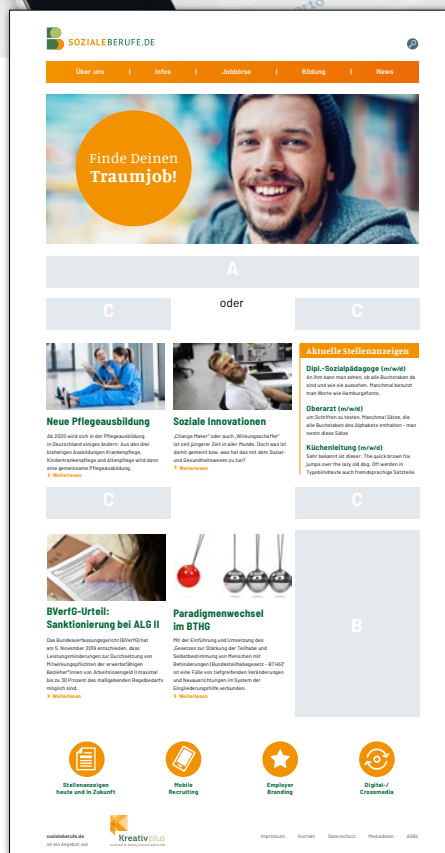 SOZIALEBERUFE.DE
Über uns | Infos | Jobbörse | Bildung | News
Finde Deinen
Traumjob!
A
C
oder
C
Neue Pflegeausbildung
Ab 2020 wird sich in der Pflegeausbildung
in Deutschland einiges ändern: Aus den drei
bisherigen Ausbildungen Krankenpflege,
Kinderkrankenpflege und Altenpflege wird dann
eine gemeinsame Pflegeausbildung.
Weiterlesen
Soziale Innovationen
„Change Maker" oder auch „Wirkungsschaffer"
ist seit jüngerer Zeit in aller Munde. Doch was ist
damit gemeint bzw. was hat das mit dem Sozial-
und Gesundheitswesen zu tun?
Weiterlesen
Aktuelle Stellenanzeigen
Dipl.-Sozialpädagoge (m/w/d)
An ihm kann man sehen, ob alle Buchstaben da
sind und wie sie aussehen. Manchmal benutzt
man Worte wie Hamburgefonts,
Oberarzt (m/w/d)
um Schriften zu testen. Manchmal Sätze, die
alle Buchstaben des Alphabets enthalten - man
nennt diese Sätze
Küchenleitung (m/w/d)
Sehr bekannt ist dieser: The quick brown fox
jumps over the lazy old dog. Oft werden in
Typoblindtexte auch fremdsprachige Satzteile.
C
C
BVerfG-Urteil:
Sanktionierung bei ALG II
Das Bundesverfassungsgericht (BVerfG) hat
am 5. November 2019 entschieden, dass
Leistungsminderungen zur Durchsetzung von
Mitwirkungspflichten der erwerbsfähigen
Bezieher*innen von Arbeitslosengeld II maximal
bis zu 30 Prozent des maßgebenden Regelbedarfs
möglich sind.
Weiterlesen
Paradigmenwechsel
im BTHG
Mit der Einführung und Umsetzung des
„Gesetzes zur Stärkung der Teilhabe und
Selbstbestimmung von Menschen mit
Behinderungen (Bundesteilhabegesetz - BTHG)"
ist eine Fülle von tiefgreifenden Veränderungen
und Neuausrichtungen im System der
Eingliederungshilfe verbunden.
Weiterlesen
B
Stellenanzeigen
heute und in Zukunft
Mobile
Recruiting
Employer
Branding
Digital-/
Crossmedia
sozialeberufe.de
ist ein Angebot von
Kreativplus
Impressum Kontakt Datenschutz Mediadaten AGBs